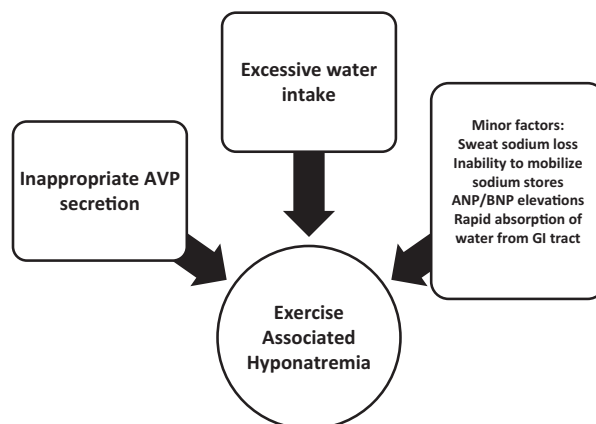 Excessive water
intake
Inappropriate AVP
secretion
Minor factors:
Sweat sodium loss
Inability to mobilize
sodium stores
ANP/BNP elevations
Rapid absorption of
water from GI tract
Exercise
Associated
Hyponatremia